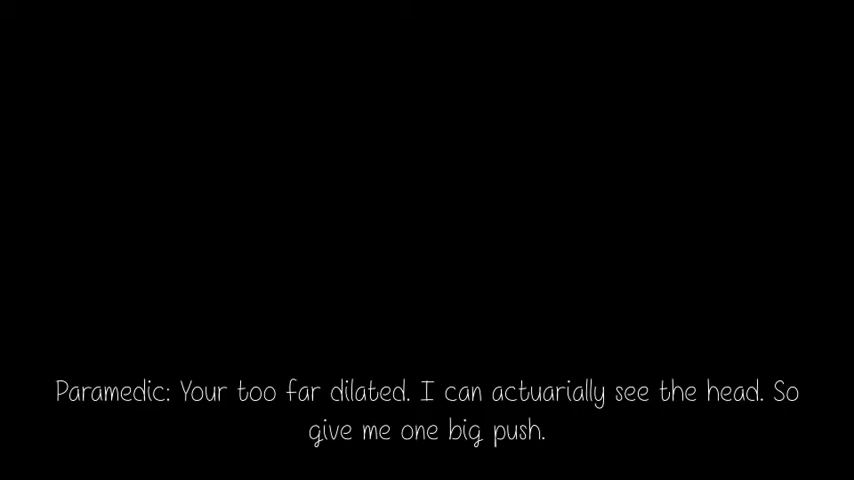 Paramedic: Your too far dilated. I can actuarially see the head. So
give me one big push.